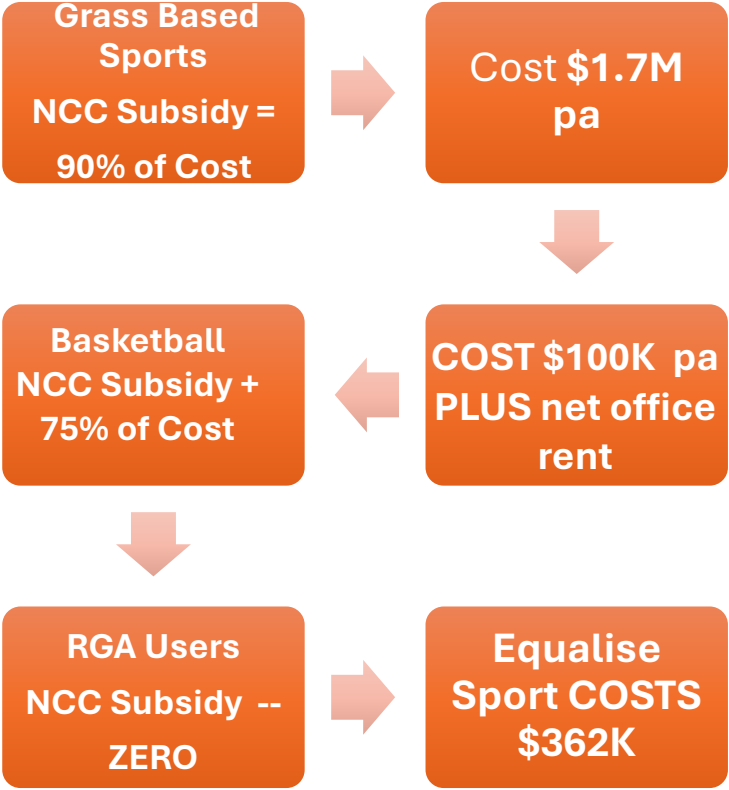 Grass Based
Sports
NCC Subsidy =
90% of Cost
Cost $1.7M
pa
COST $100K pa
PLUS net office
rent
Basketball
NCC Subsidy +
75% of Cost
RGA Users
NCC Subsidy --
ZERO
Equalise
Sport COSTS
$362K